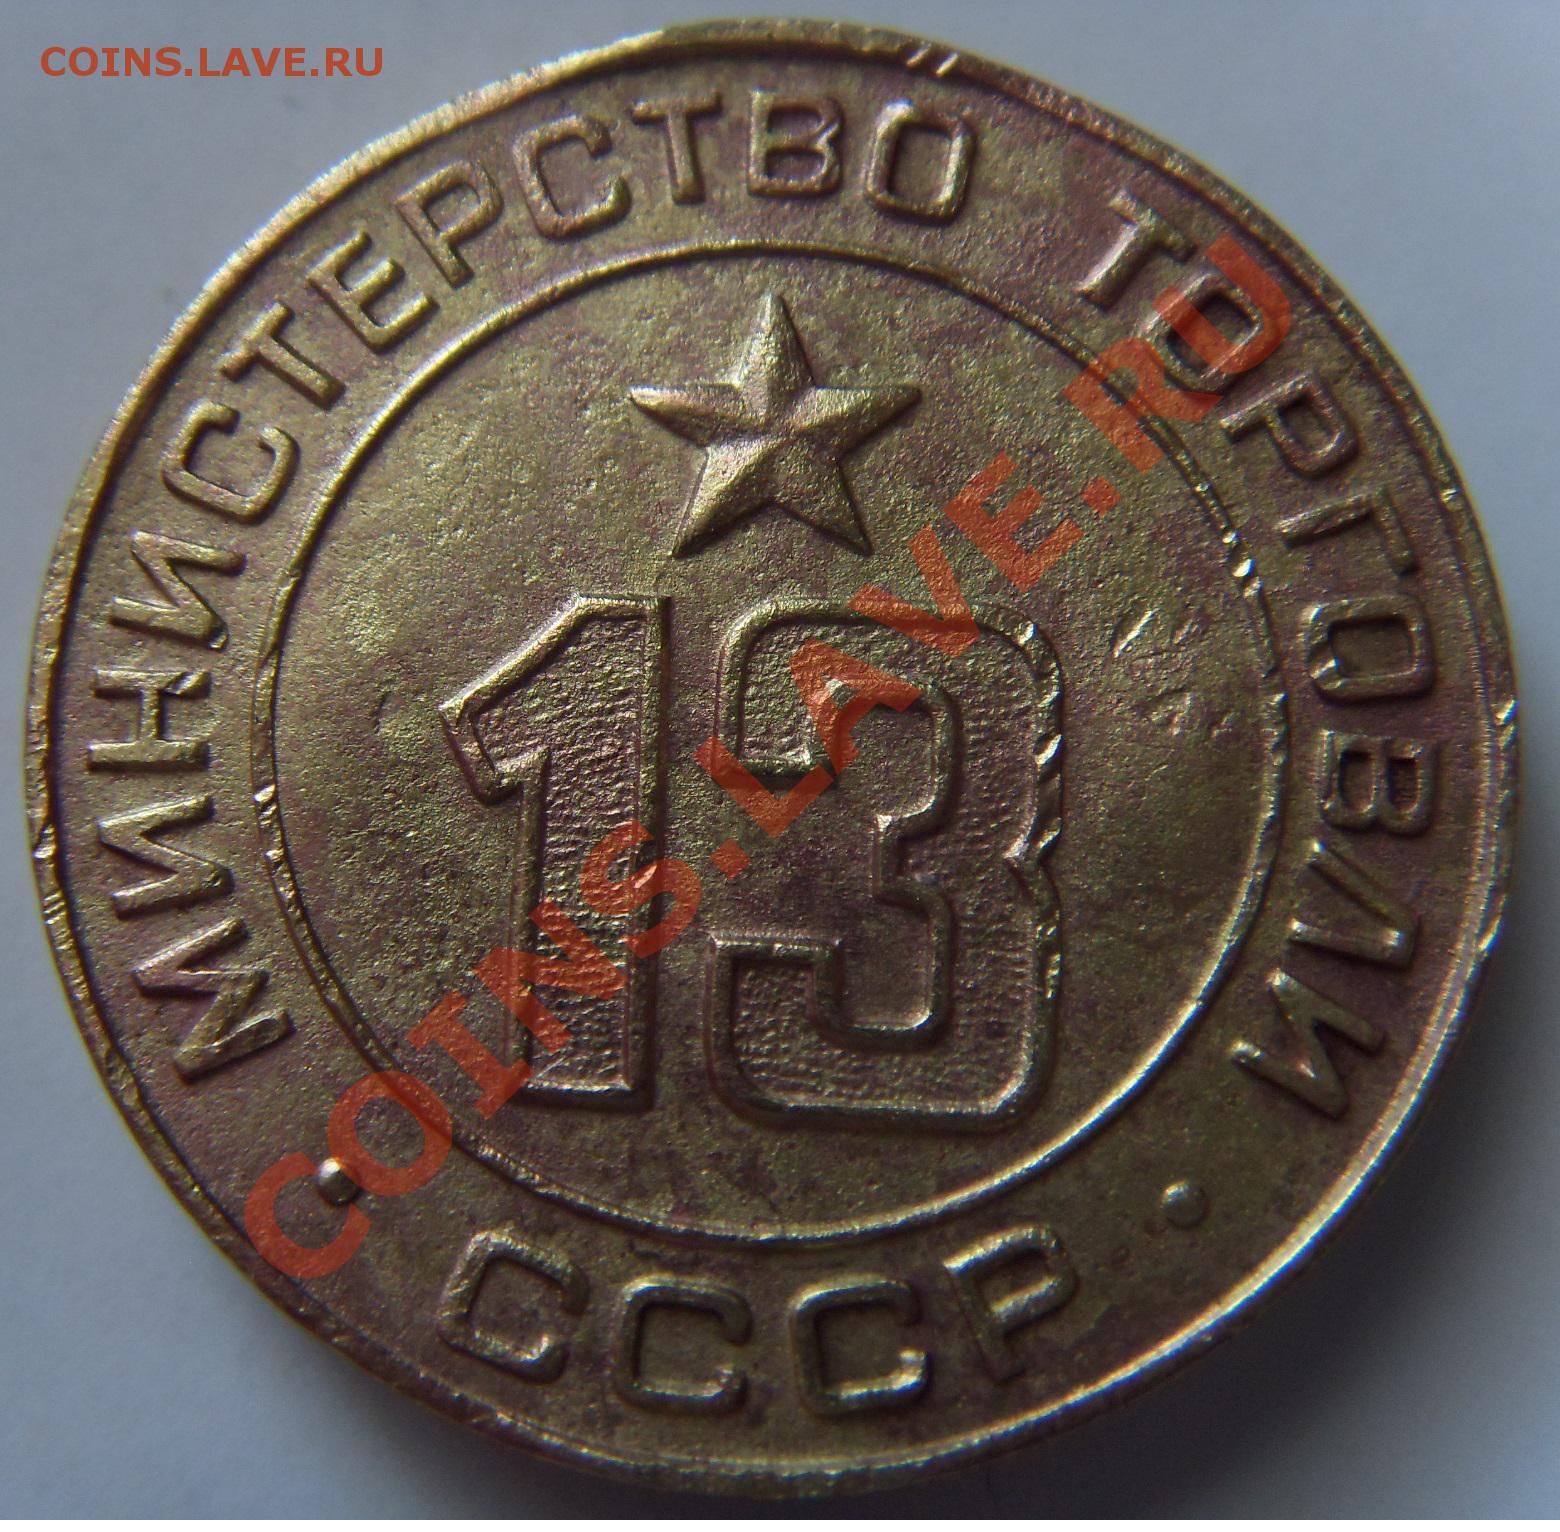 COINS.LAVE.RU
МИНИСТЕРСТВО ТОРГОВЛИ
13
· СССР ·
COINS.LAVE.RU